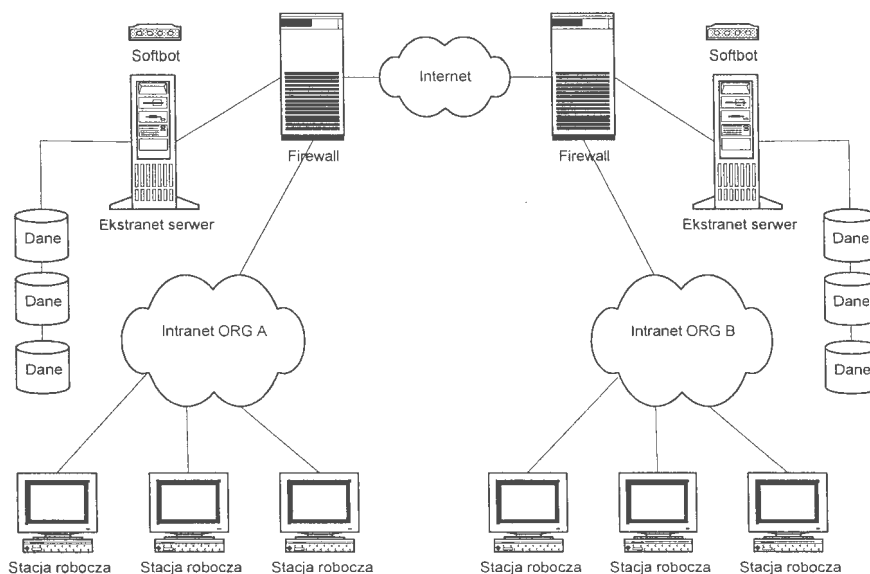 Softbot
Softbot
Internet
Firewall
Firewall
Ekstranet serwer
Ekstranet serwer
Dane
Dane
Dane
Dane
Dane
Dane
Intranet ORG A
Intranet ORG B
Stacja robocza
Stacja robocza
Stacja robocza
Stacja robocza
Stacja robocza
Stacja robocza